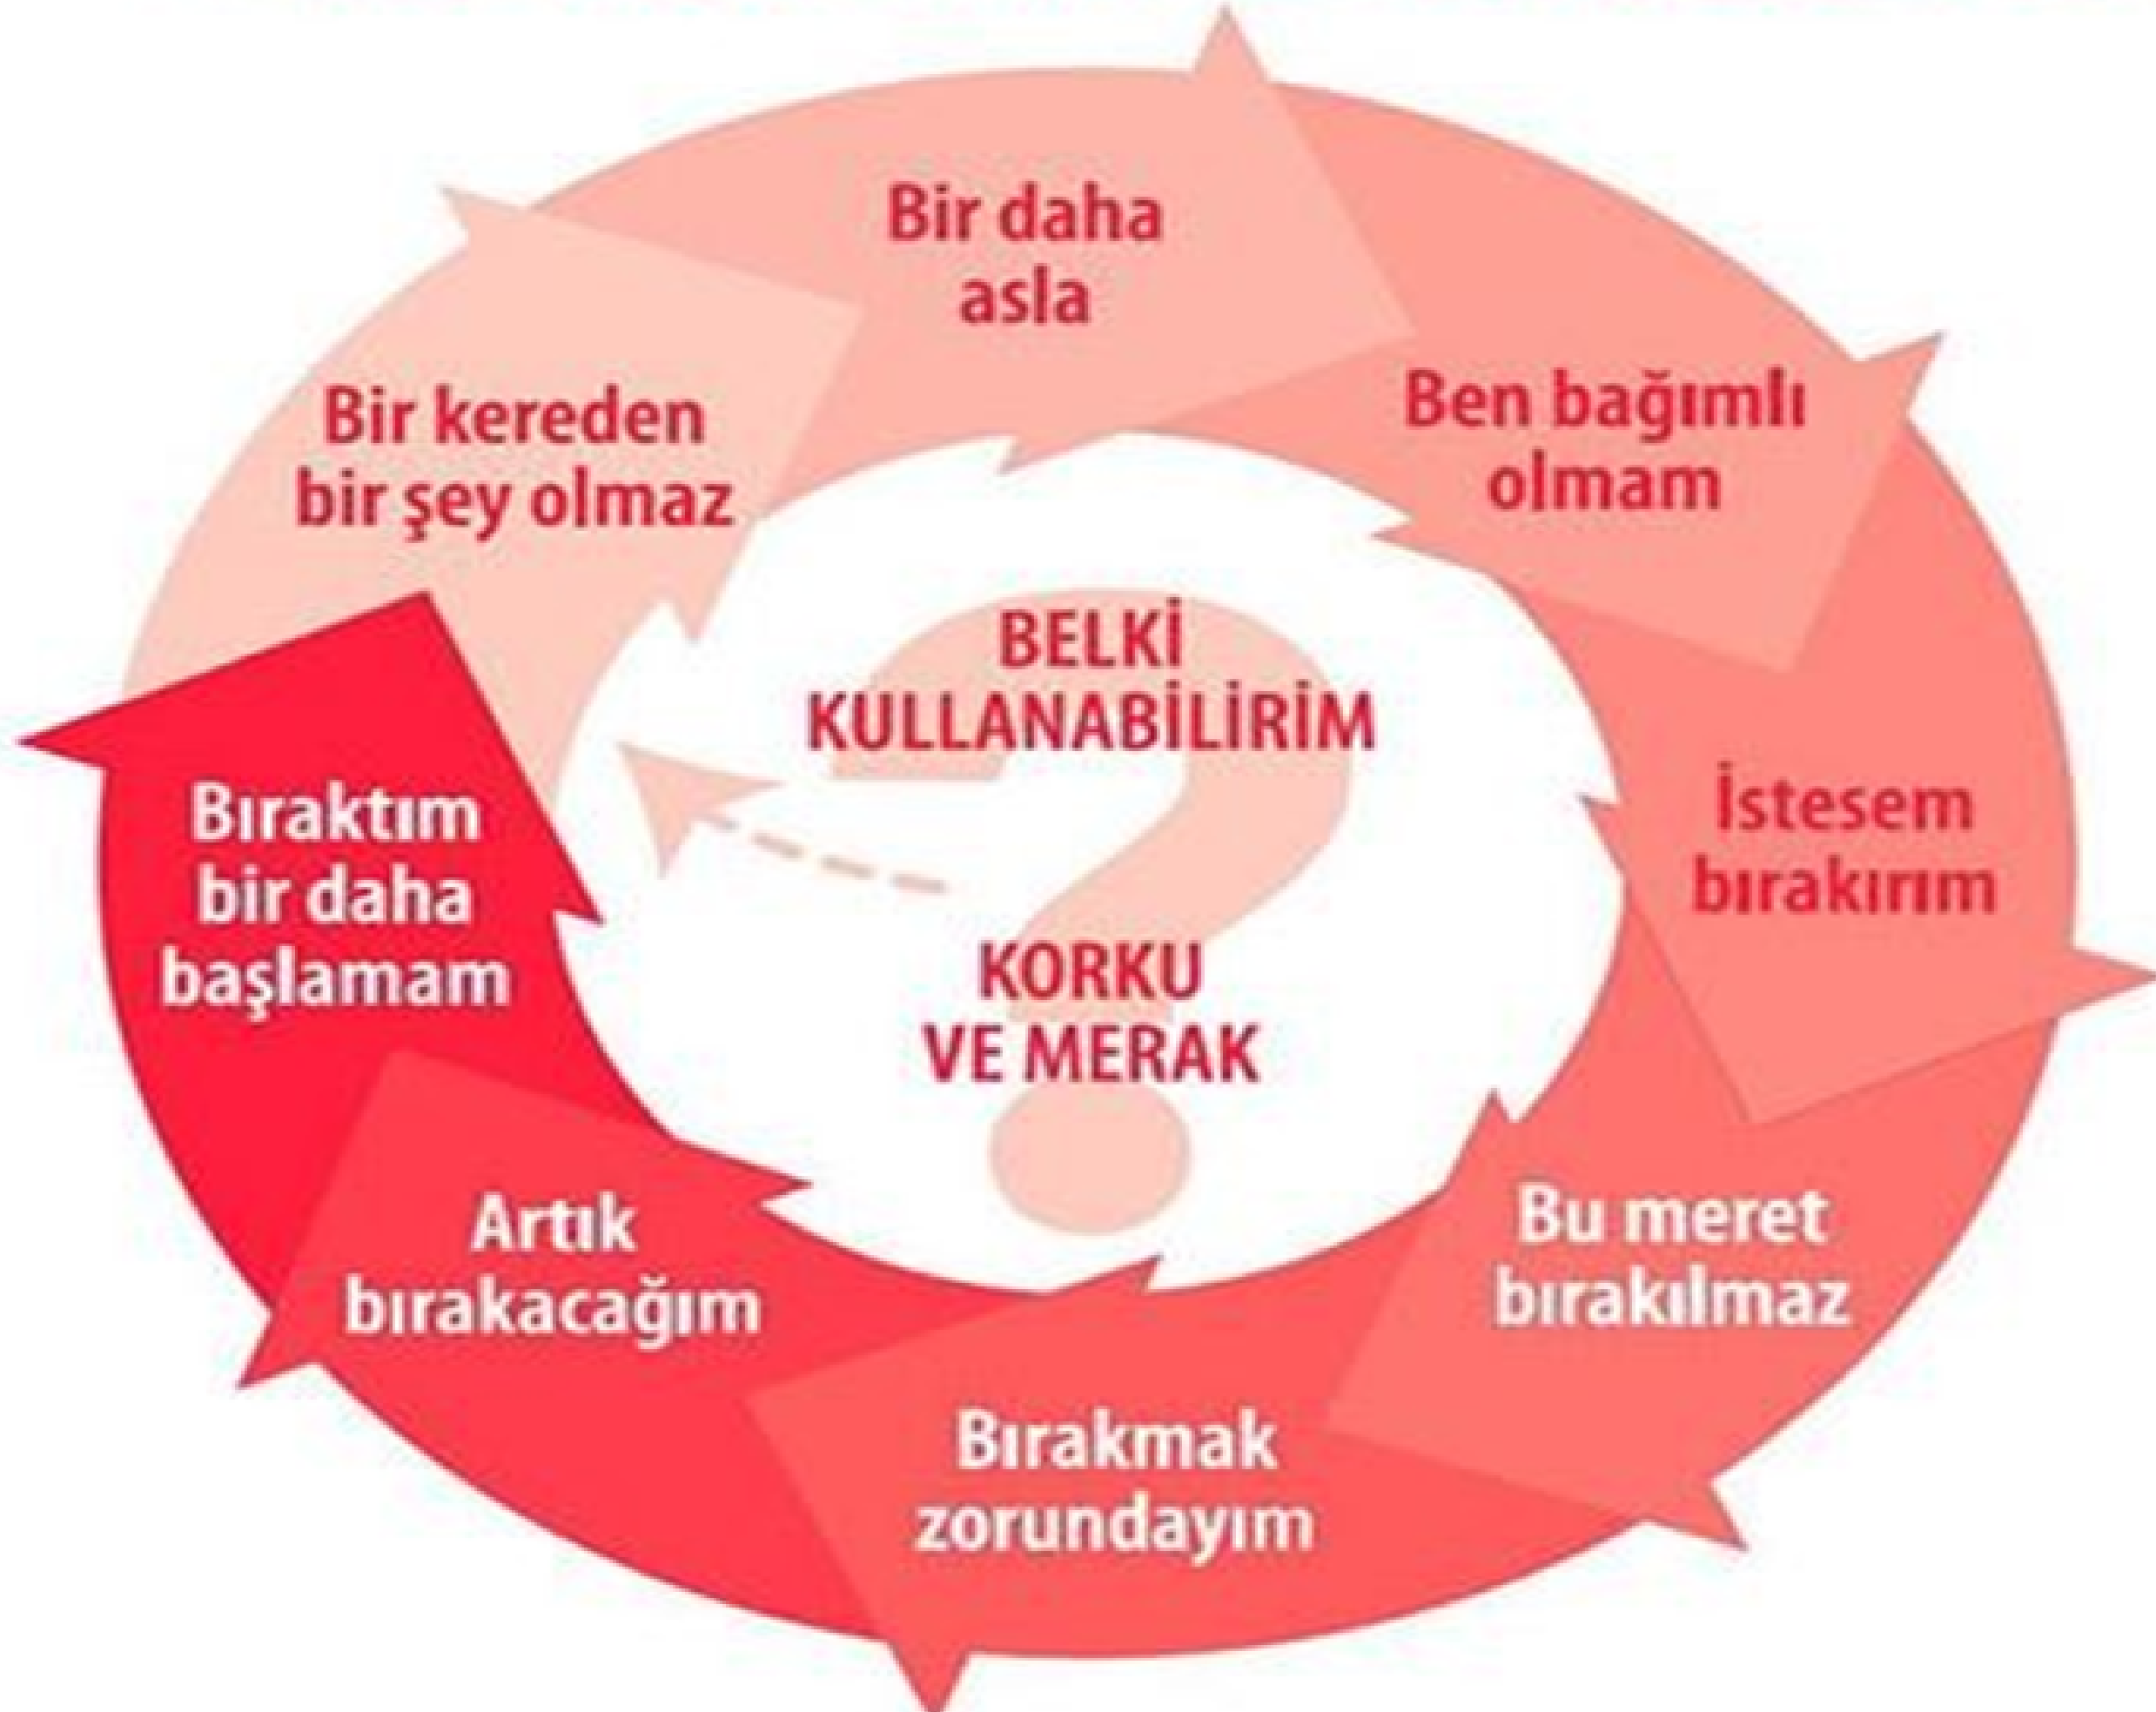 Bir daha
asla
Bir kereden
bir şey olmaz
Ben bağımlı
olmam
BELKİ
KULLANABİLİRİM
İstesem
bırakırım
Bıraktım
bir daha
başlamam
KORKU
VE MERAK
Bu meret
bırakılmaz
Artık
bırakacağım
Bırakmak
zorundayım